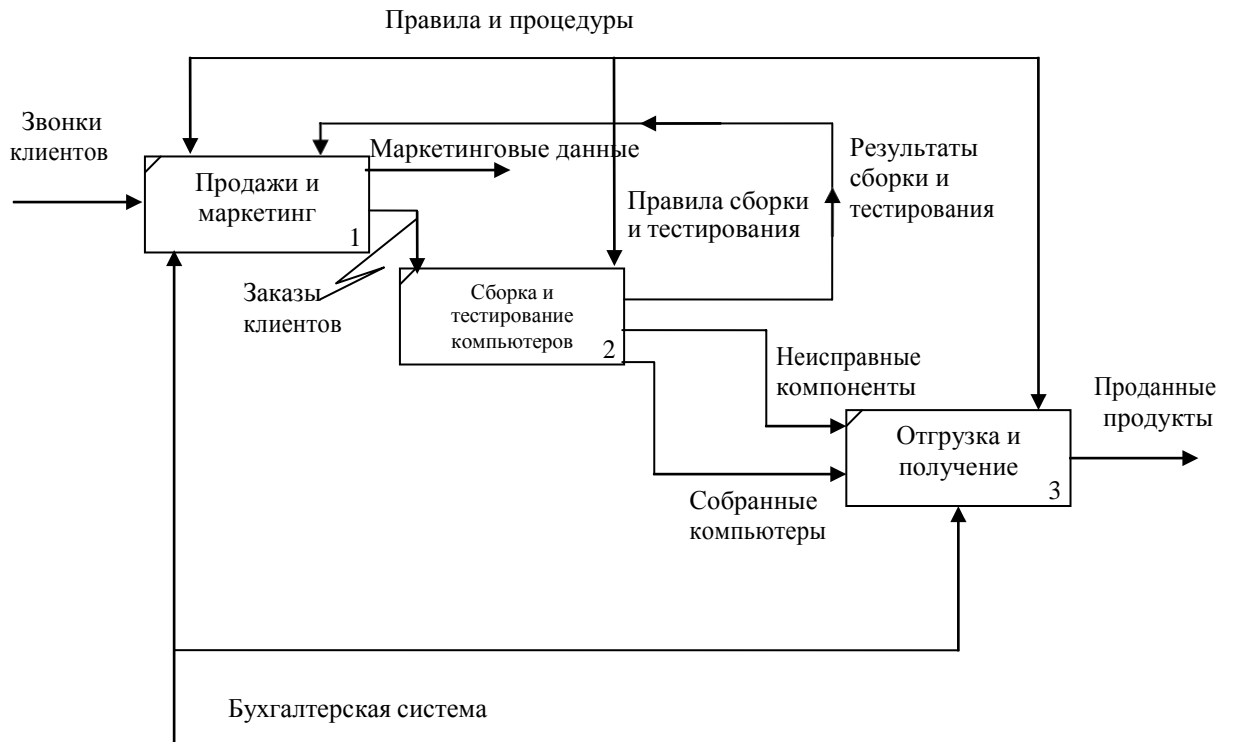 Правила и процедуры
Звонки
клиентов
Маркетинговые данные
Результаты
сборки и
тестирования
Продажи и
маркетинг
1
Правила сборки
и тестирования
Заказы
клиентов
Сборка и
тестирование
компьютеров
2
Неисправные
компоненты
Проданные
продукты
Отгрузка и
получение
3
Собранные
компьютеры
Бухгалтерская система